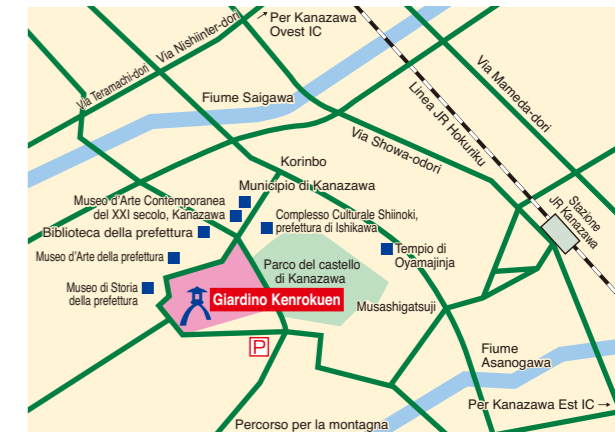 Per Kanazawa
Ovest IC
Via Nishiinter-dori
Via Teramachi-dori
Via Mameda-dori
Linea JR Hokuriku
Fiume Saigawa
Via Showa-odori
Korinbo
Municipio di Kanazawa
Museo d'Arte Contemporanea
del XXI secolo, Kanazawa
Complesso Culturale Shiinoki,
prefettura di Ishikawa
Stazione
JR Kanazawa
Biblioteca della prefettura
Museo d'Arte della prefettura
Tempio di
Oyamajinja
Parco del castello
di Kanazawa
Museo di Storia
della prefettura
Giardino Kenrokuen
Musashigatsuji
P
Fiume
Asanogawa
Per Kanazawa Est IC →
Percorso per la montagna